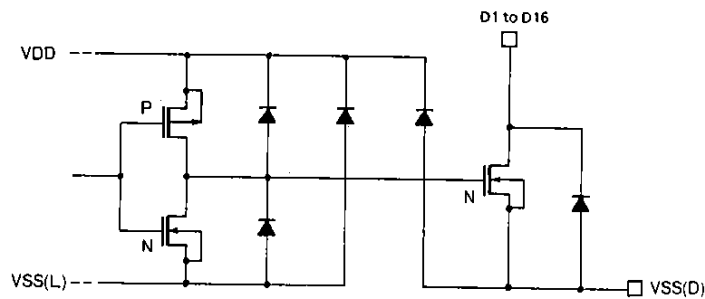 D1 to D16
VDD
P
N
N
VSS(L)
VSS(D)